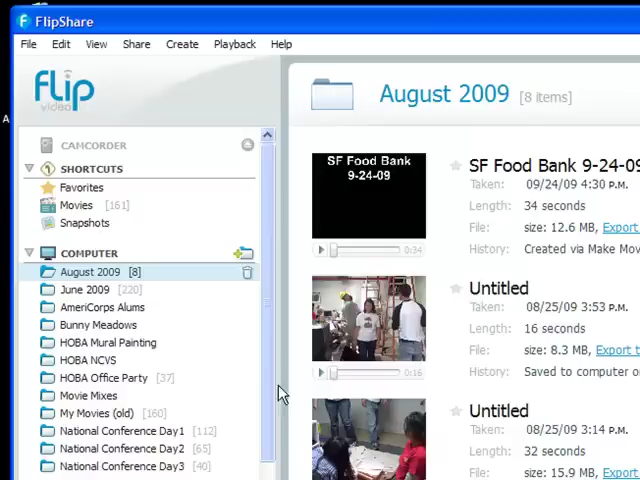 FlipShare
File Edit View Share Create Playback Help
flip
video
August 2009 [8 items]
CAMCORDER
SHORTCUTS
Favorites
Movies [161]
Snapshots
COMPUTER
August 2009 [8]
June 2009 [220]
AmeriCorps Alums
Bunny Meadows
HOBA Mural Painting
HOBA NCVS
HOBA Office Party [37]
Movie Mixes
My Movies (old) [160]
National Conference Day1 [112]
National Conference Day2 [65]
National Conference Day3 [40]
SF Food Bank
9-24-09
0:34
SF Food Bank 9-24-09
Taken: 09/24/09 4:30 P.M.
Length: 34 seconds
File: size: 12.6 MB, Export
History: Created via Make Mov
0:16
Untitled
Taken: 08/25/09 3:53 P.M.
Length: 16 seconds
File: size: 8.3 MB, Export t
History: Saved to computer o
Untitled
Taken: 08/25/09 3:14 P.M.
Length: 32 seconds
File: size: 15.9 MB, Export
A